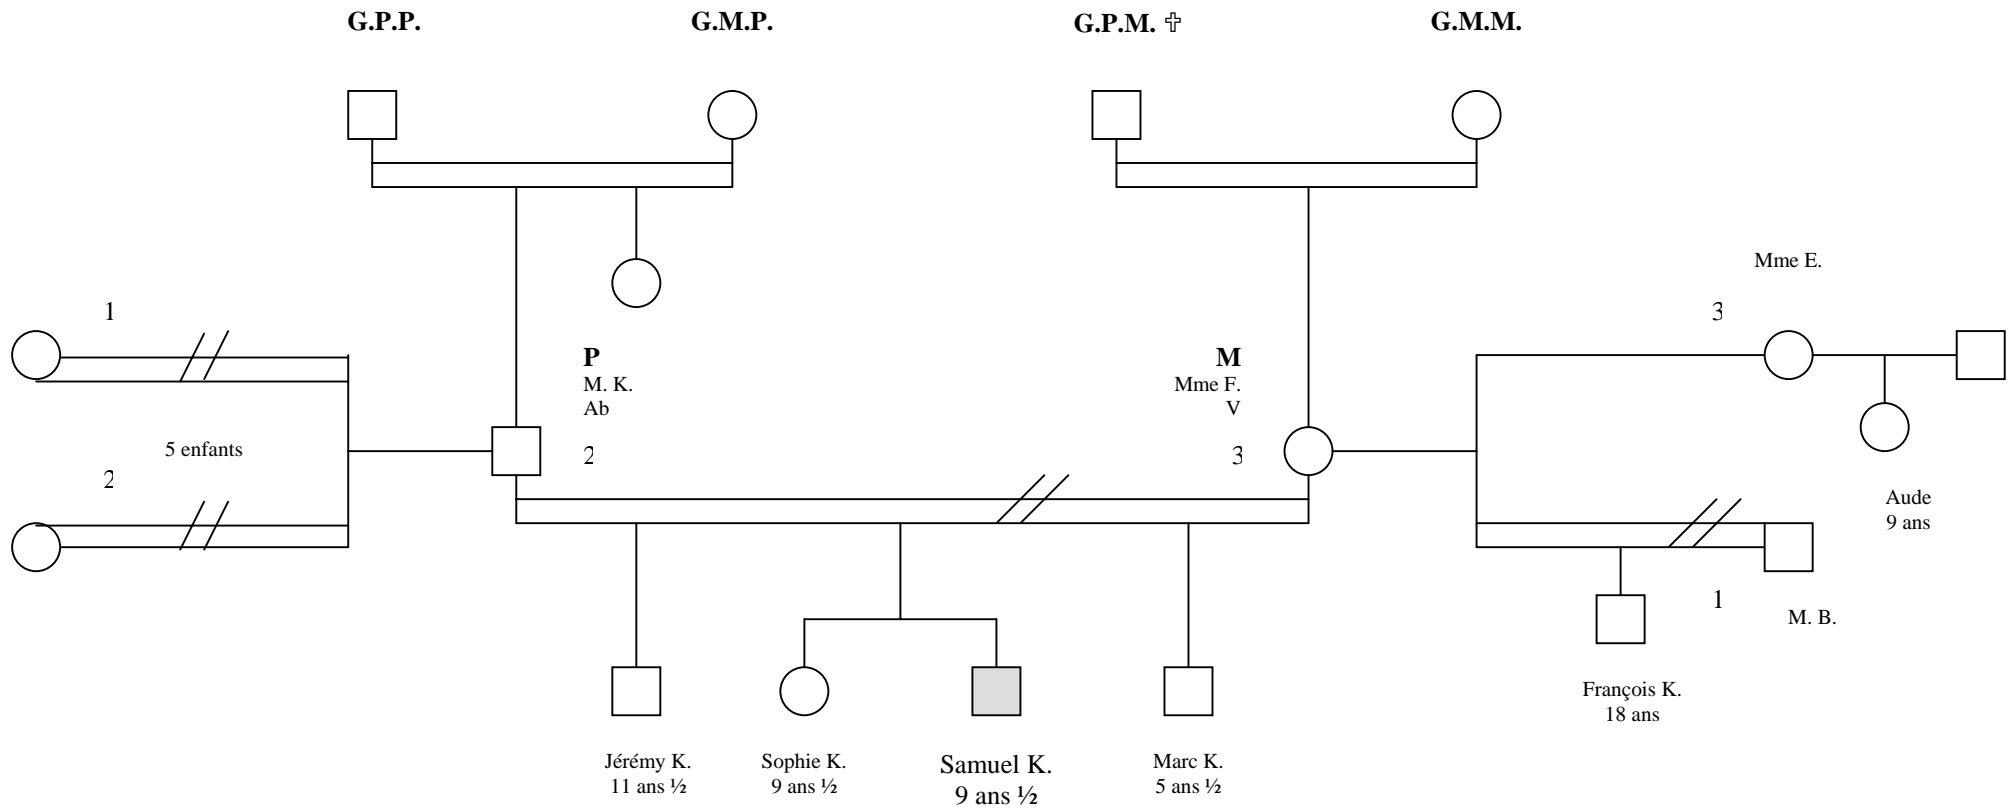 G.P.P. G.M.P. G.P.M. ✞ G.M.M.
Mme E.
1
3
P
M. K.
Ab
2
M
Mme F.
V
3
5 enfants
2
Aude
9 ans
1
M. B.
François K.
18 ans
Jérémy K.
11 ans ½
Sophie K.
9 ans ½
Samuel K.
9 ans ½
Marc K.
5 ans ½